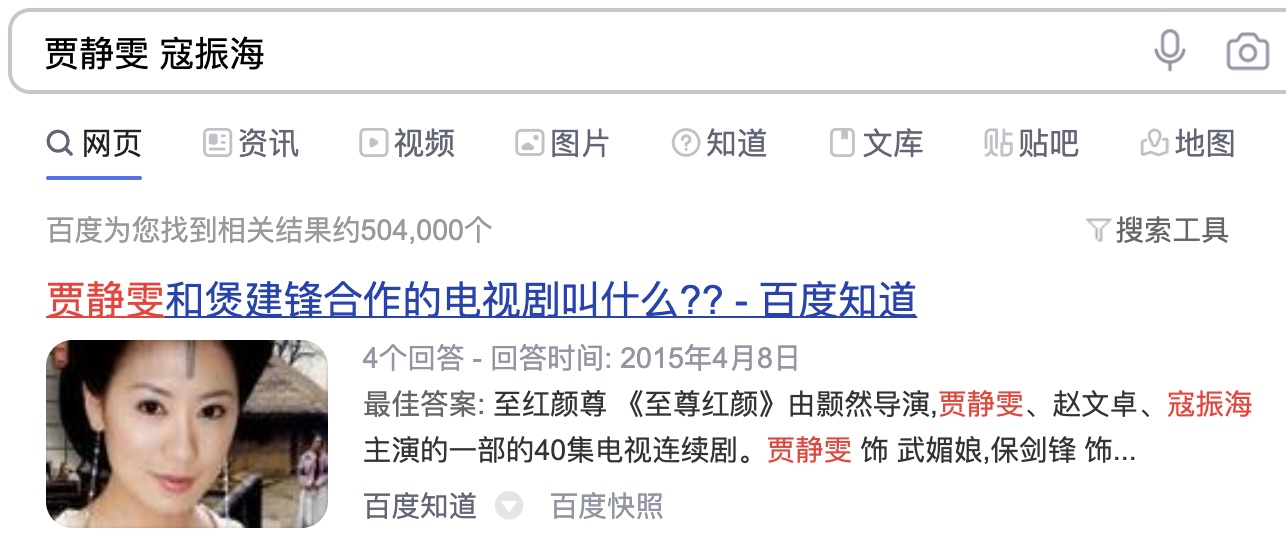 贾静雯 寇振海
网页 资讯 视频 图片 知道 文库 贴吧 地图
百度为您找到相关结果约504,000个 搜索工具
贾静雯和煲建锋合作的电视剧叫什么?? - 百度知道
4个回答 - 回答时间: 2015年4月8日
最佳答案: 至红颜尊 《至尊红颜》由颢然导演,贾静雯、赵文卓、寇振海
主演的一部的40集电视连续剧。贾静雯 饰 武媚娘,保剑锋 饰...
百度知道 百度快照